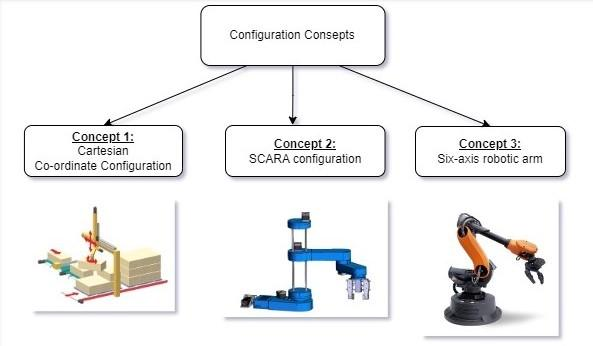 Configuration Consepts
Concept 1:
Cartesian
Co-ordinate Configuration
Concept 2:
SCARA configuration
Concept 3:
Six-axis robotic arm